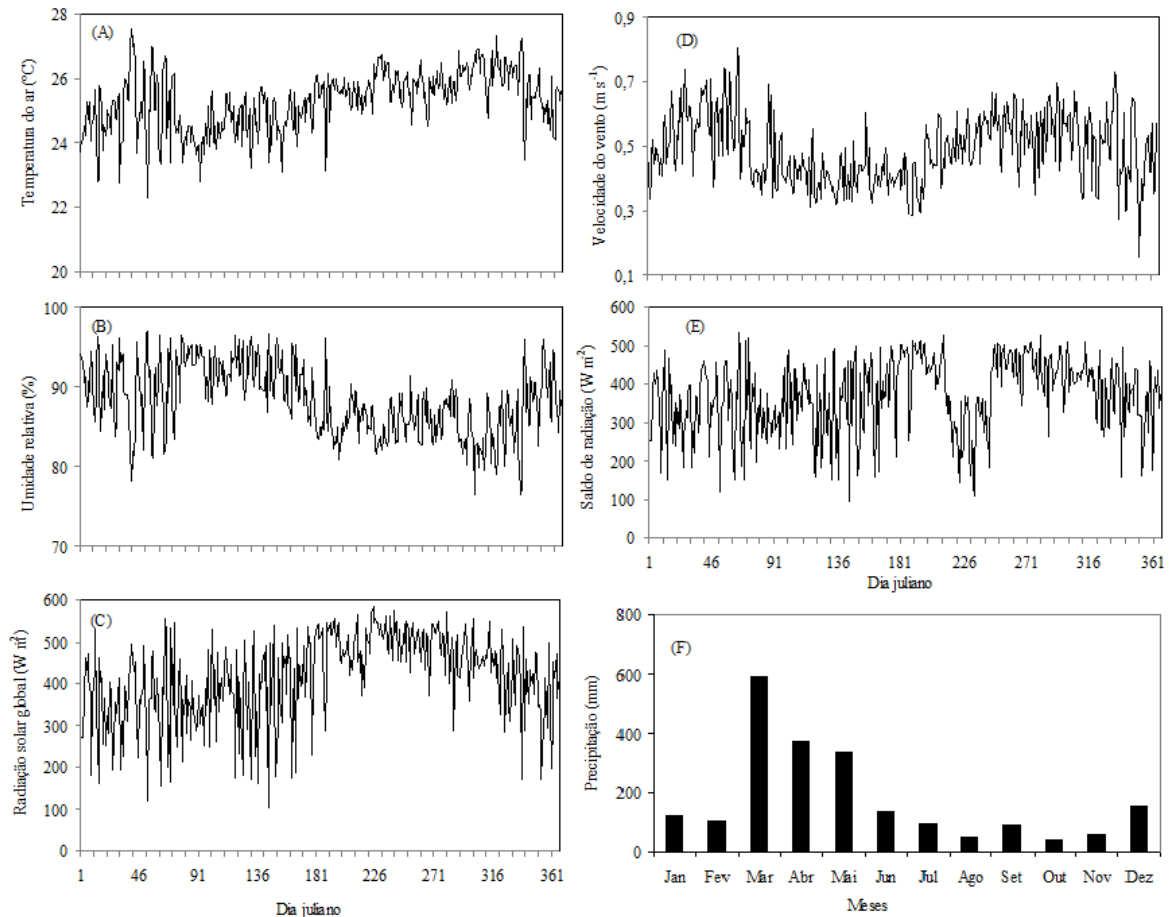 (A)
Temperatura do ar (ºC)
28
26
24
22
20
(B)
Umidade relativa (%)
100
90
80
70
(C)
Radiação solar global (W m²)
600
500
400
300
200
100
0
1 46 91 136 181 226 271 316 361
Dia juliano
(D)
Velocidade do vento (m s⁻¹)
0,9
0,7
0,5
0,3
0,1
(E)
Saldo de radiação (W m²)
600
500
400
300
200
100
0
1 46 91 136 181 226 271 316 361
Dia juliano
(F)
Precipitação (mm)
800
600
400
200
0
Jan Fev Mar Abr Mai Jun Jul Ago Set Out Nov Dez
Meses